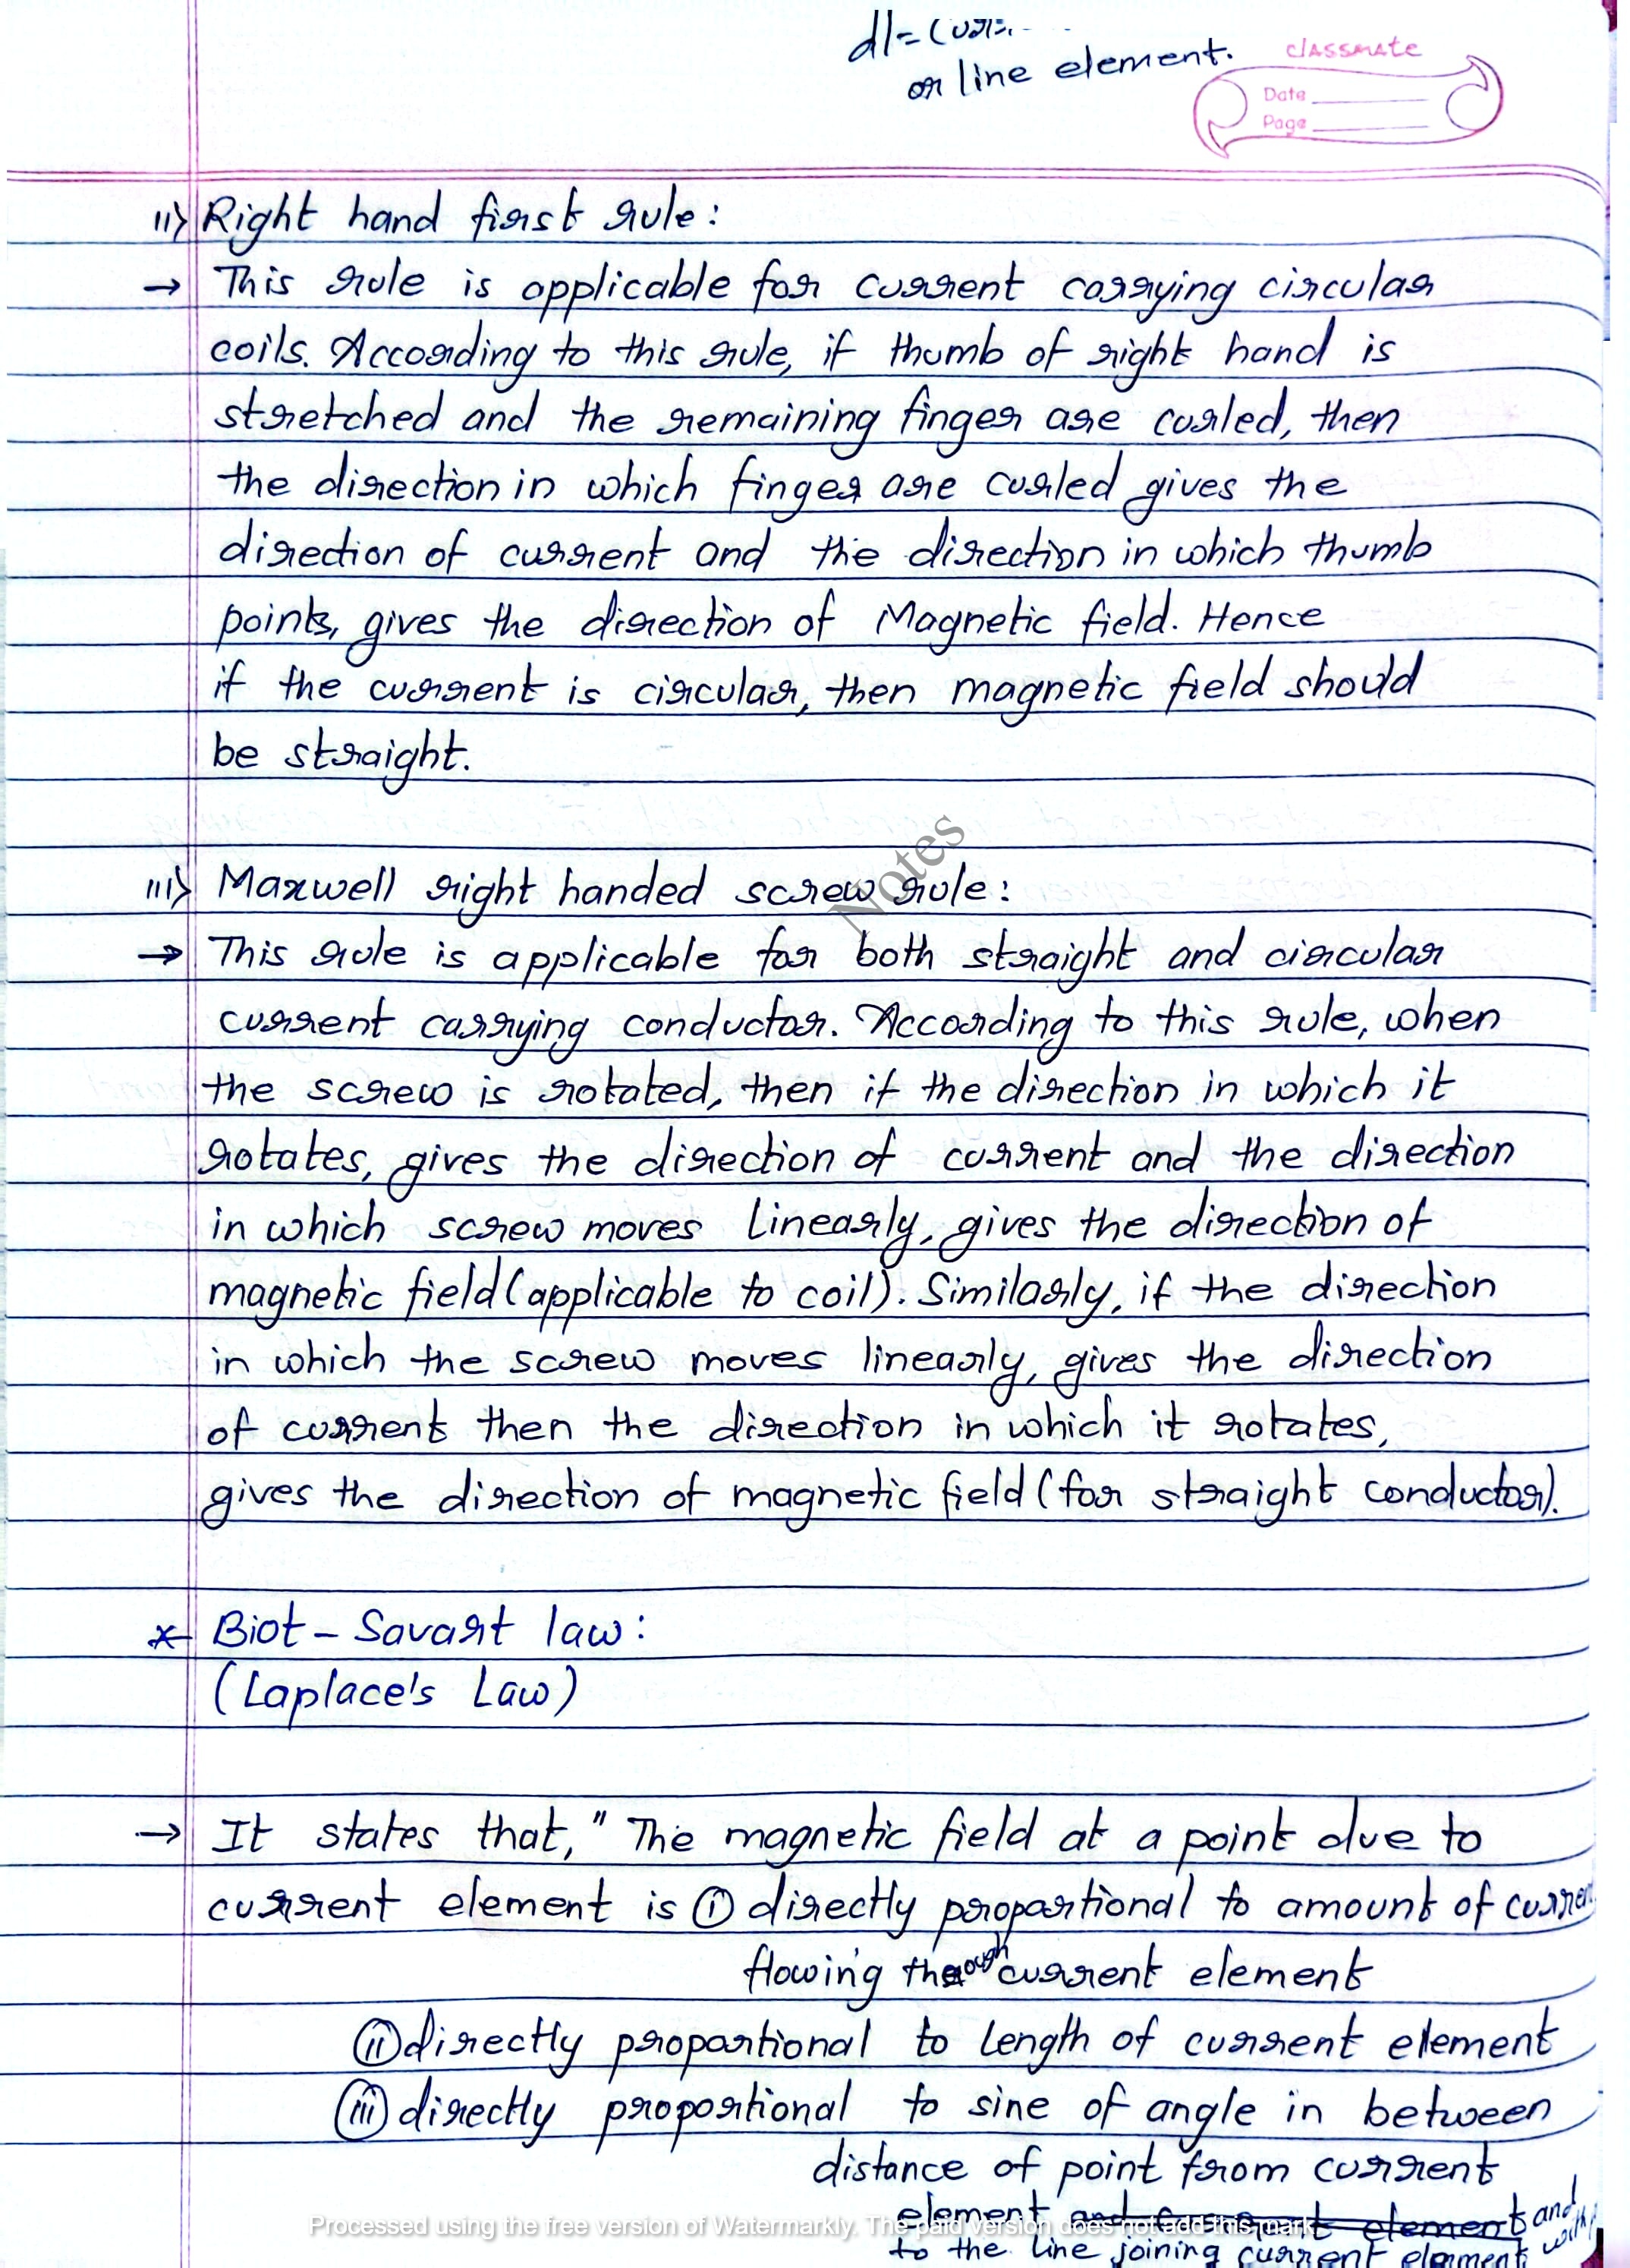 dl=
or line element.
classmate
Date
Page
ii) Right hand first rule:
→ This rule is applicable for current carrying circular
coils. According to this rule, if thumb of right hand is
stretched and the remaining finger are curled, then
the direction in which finger are curled gives the
direction of current and the direction in which thumb
points, gives the direction of Magnetic field. Hence
if the current is circular, then magnetic field should
be straight.
Notes
iii) Maxwell right handed screw rule:
→ This rule is applicable for both straight and circular
current carrying conductor. According to this rule, when
the screw is rotated, then if the direction in which it
rotates, gives the direction of current and the direction
in which screw moves linearly, gives the direction of
magnetic field (applicable to coil). Similarly, if the direction
in which the screw moves linearly, gives the direction
of current then the direction in which it rotates,
gives the direction of magnetic field (for straight conductor).
* Biot - Savart law:
(Laplace's Law)
→ It states that, " The magnetic field at a point due to
current element is (i) directly proportional to amount of current
flowing through current element
(ii) directly proportional to length of current element
(iii) directly proportional to sine of angle in between
distance of point from current
element and current element and
to the line joining current element with
Processed using the free version of Watermarkly. The paid version does not add this mark.